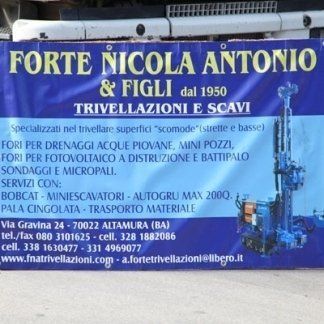 FORTE NICOLA ANTONIO
& FIGLI dal 1950
TRIVELLAZIONI E SCAVI
Specializzati nel trivellare superfici "scomode"(strette e basse)
FORI PER DRENAGGI ACQUE PIOVANE, MINI POZZI,
FORI PER FOTOVOLTAICO A DISTRUZIONE E BATTIPALO
SONDAGGI E MICROPALI.
SERVIZI CON:
BOBCAT - MINIESCAVATORI - AUTOGRU MAX 200Q.
PALA CINGOLATA - TRASPORTO MATERIALE
Via Gravina 24 - 70022 ALTAMURA (BA)
tel./fax 080 3101625 - cell. 328 1882086
cell. 338 1630477 - 331 4969077
www.fnatrivellazioni.com - a.fortetrivellazioni@libero.it